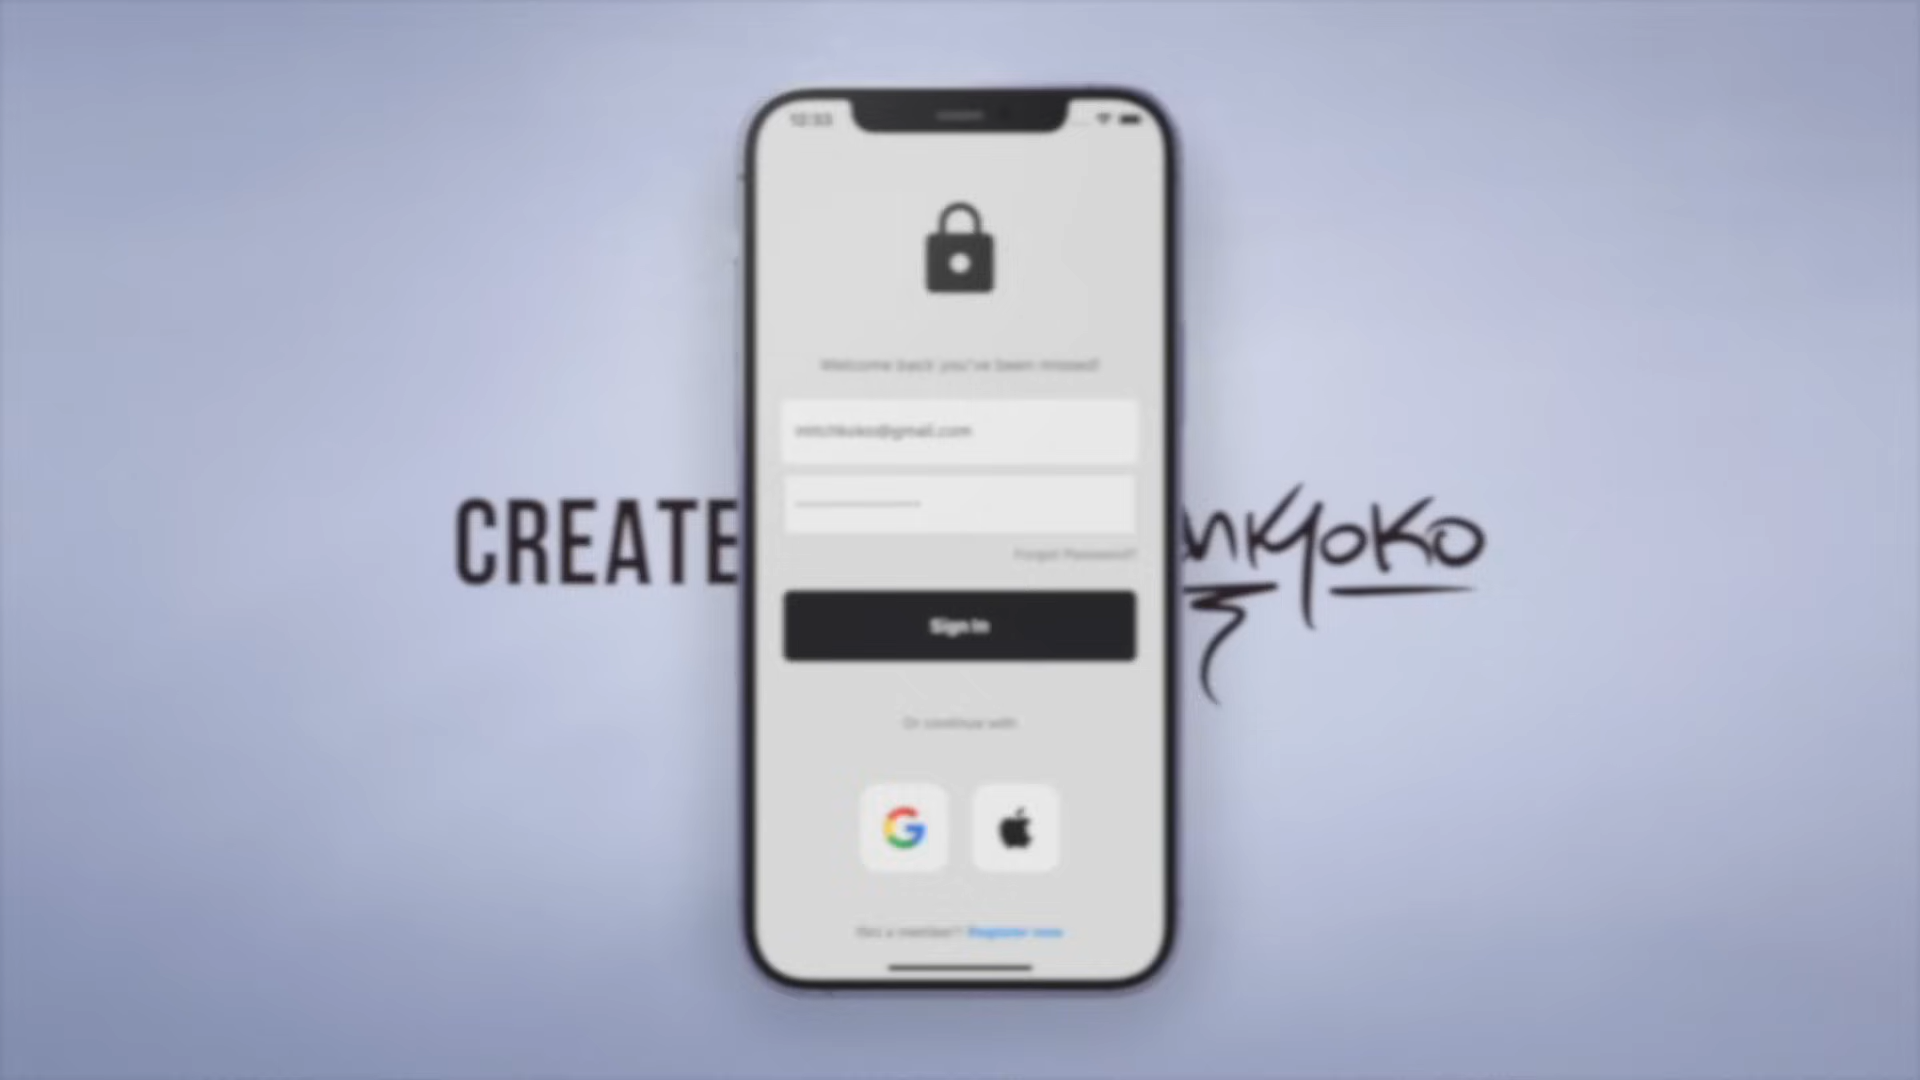 12:33
Welcome back you've been missed!
mitchkoko@gmail.com
Forgot Password?
CREATE
Sign In
Or continue with
Not a member? Register now